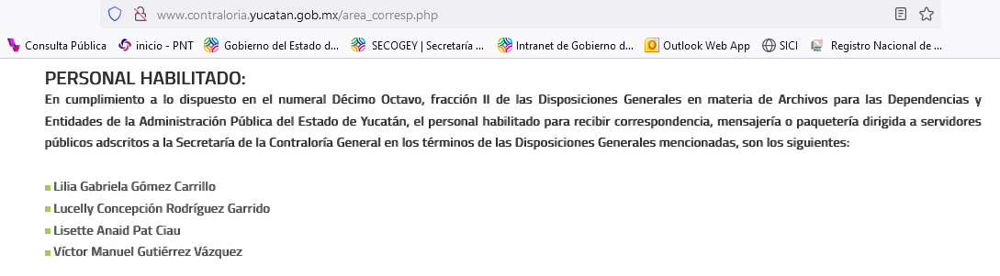 www.contraloria.yucatan.gob.mx/area_corresp.php
Consulta Pública inicio - PNT Gobierno del Estado d... SECOGEY | Secretaría ... Intranet de Gobierno d... Outlook Web App SICI Registro Nacional de ...
PERSONAL HABILITADO:
En cumplimiento a lo dispuesto en el numeral Décimo Octavo, fracción II de las Disposiciones Generales en materia de Archivos para las Dependencias y
Entidades de la Administración Pública del Estado de Yucatán, el personal habilitado para recibir correspondencia, mensajería o paquetería dirigida a servidores
públicos adscritos a la Secretaría de la Contraloría General en los términos de las Disposiciones Generales mencionadas, son los siguientes:
Lilia Gabriela Gómez Carrillo
Lucelly Concepción Rodríguez Garrido
Lisette Anaid Pat Ciau
Víctor Manuel Gutiérrez Vázquez